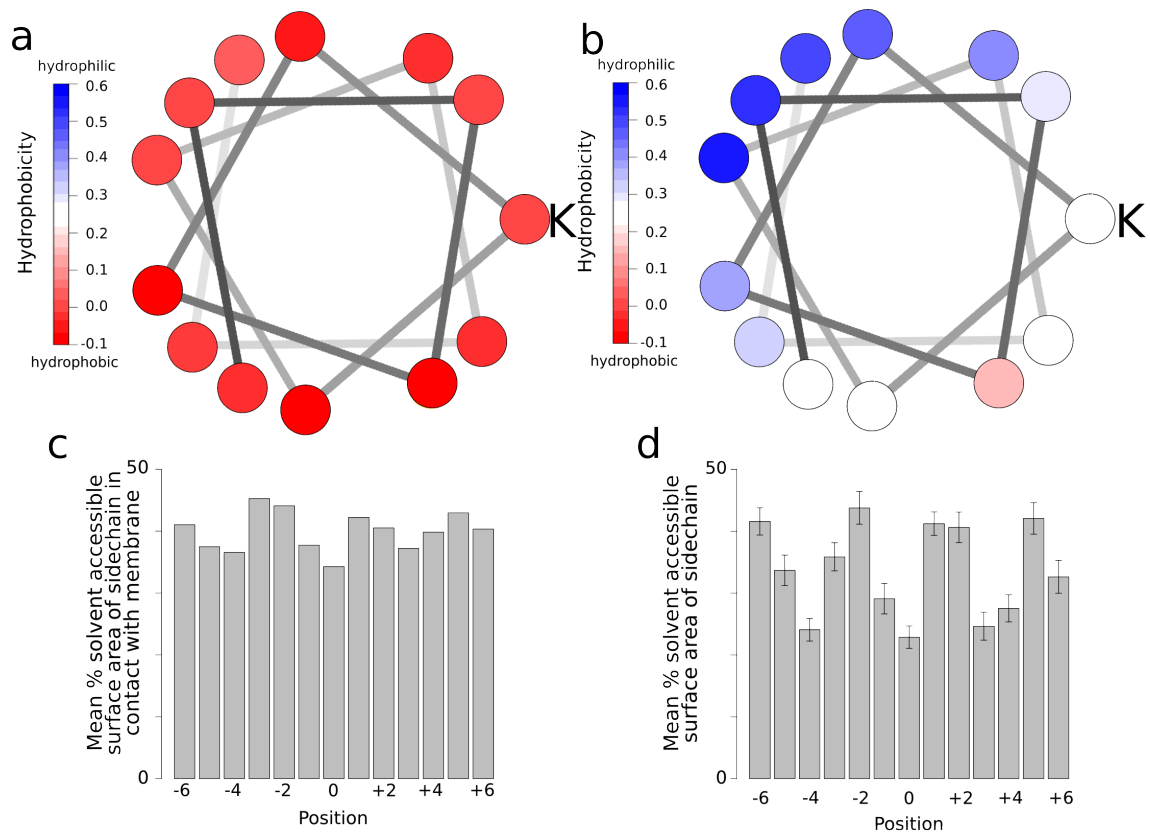 a
hydrophilic
Hydrophobicity
0.6
0.5
0.4
0.3
0.2
0.1
0.0
-0.1
hydrophobic
K
b
hydrophilic
Hydrophobicity
0.6
0.5
0.4
0.3
0.2
0.1
0.0
-0.1
hydrophobic
K
c
Mean % solvent accessible
surface area of sidechain in
contact with membrane
50
0
-6 -4 -2 0 +2 +4 +6
Position
d
Mean % solvent accessible
surface area of sidechain
50
0
-6 -4 -2 0 +2 +4 +6
Position